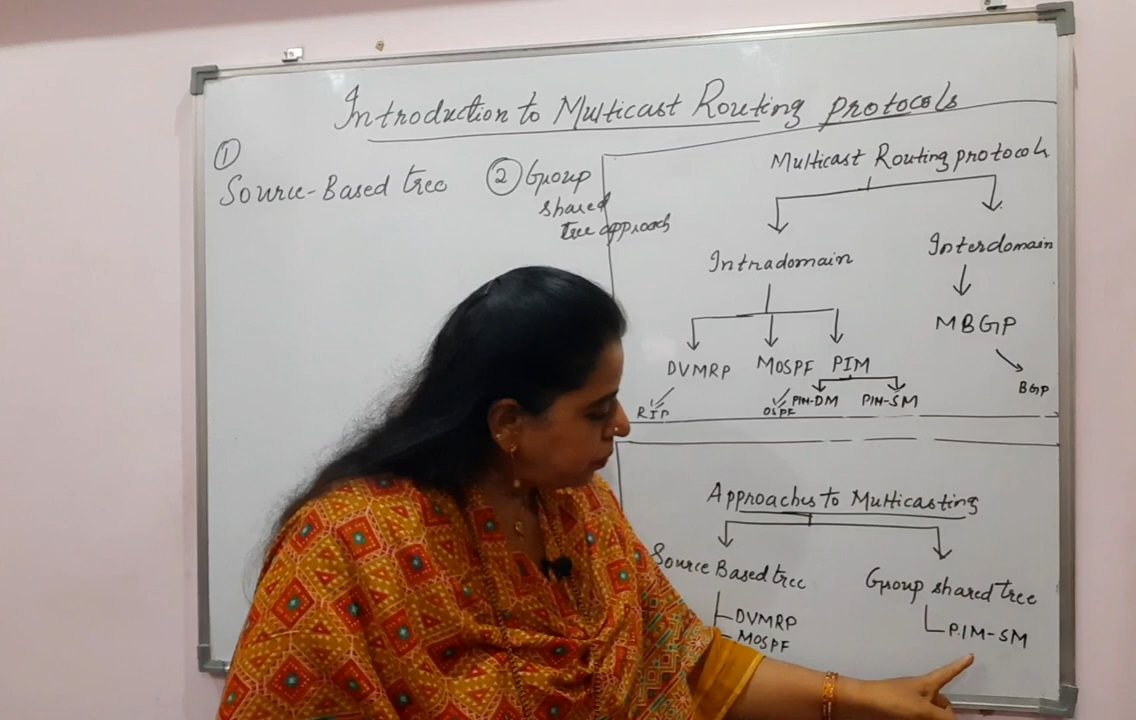 Introduction to Multicast Routing protocols
①
Source-Based tree
② Group
shared
tree approach
Multicast Routing protocols
Intradomain
Interdomain
DVMRP
MOSPF
PIM
MBGP
RIP
OSPF
PIM-DM
PIM-SM
BGP
Approaches to Multicasting
Source Based tree
DVMRP
MOSPF
Group shared tree
PIM-SM